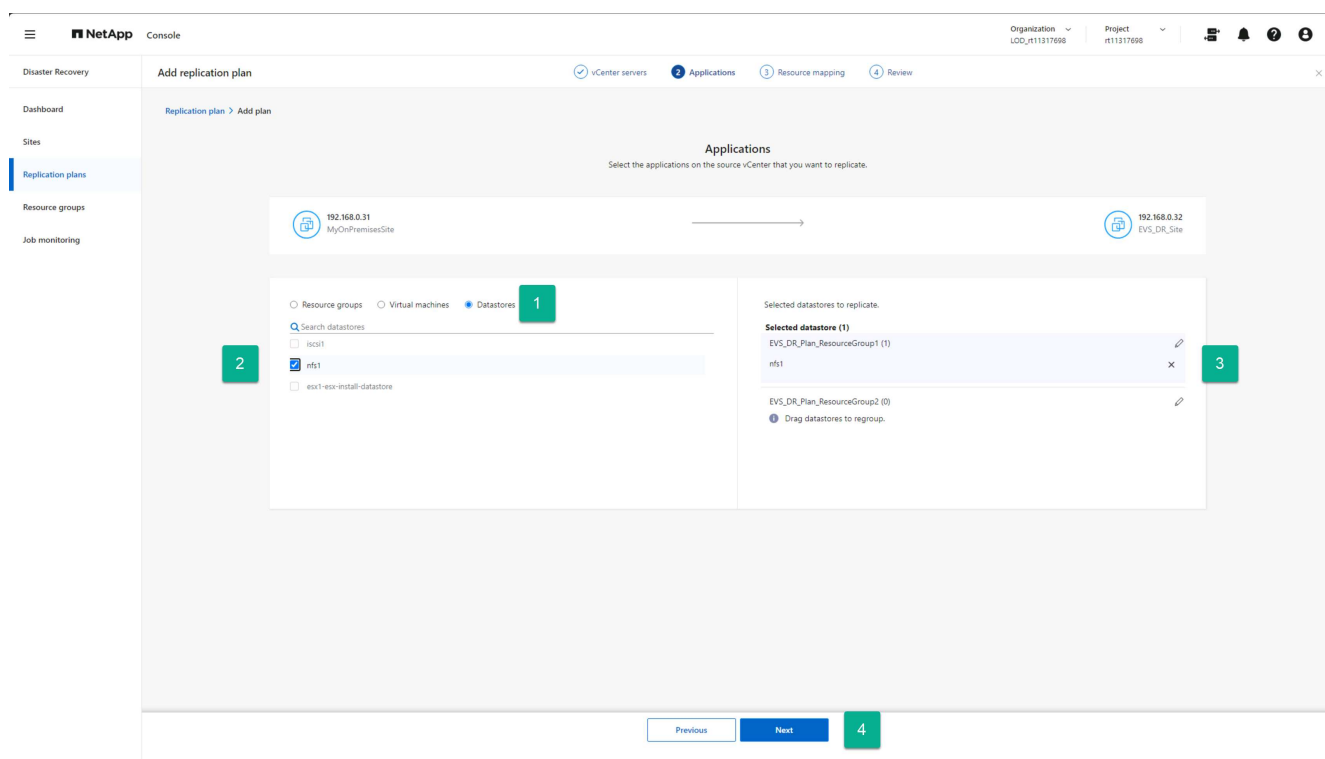 NetApp Console
Organization
LOD_rt11317698
Project
rt11317698
Disaster Recovery
Add replication plan
vCenter servers
2 Applications
3 Resource mapping
4 Review
Dashboard
Sites
Replication plans
Resource groups
Job monitoring
Replication plan > Add plan
Applications
Select the applications on the source vCenter that you want to replicate.
192.168.0.31
MyOnPremisesSite
192.168.0.32
EVS_DR_Site
Resource groups Virtual machines Datastores
1
Search datastores
iscsi1
2
nfs1
esx1-esx-install-datastore
Selected datastores to replicate.
Selected datastore (1)
EVS_DR_Plan_ResourceGroup1 (1)
nfs1
3
EVS_DR_Plan_ResourceGroup2 (0)
Drag datastores to regroup.
Previous
Next
4